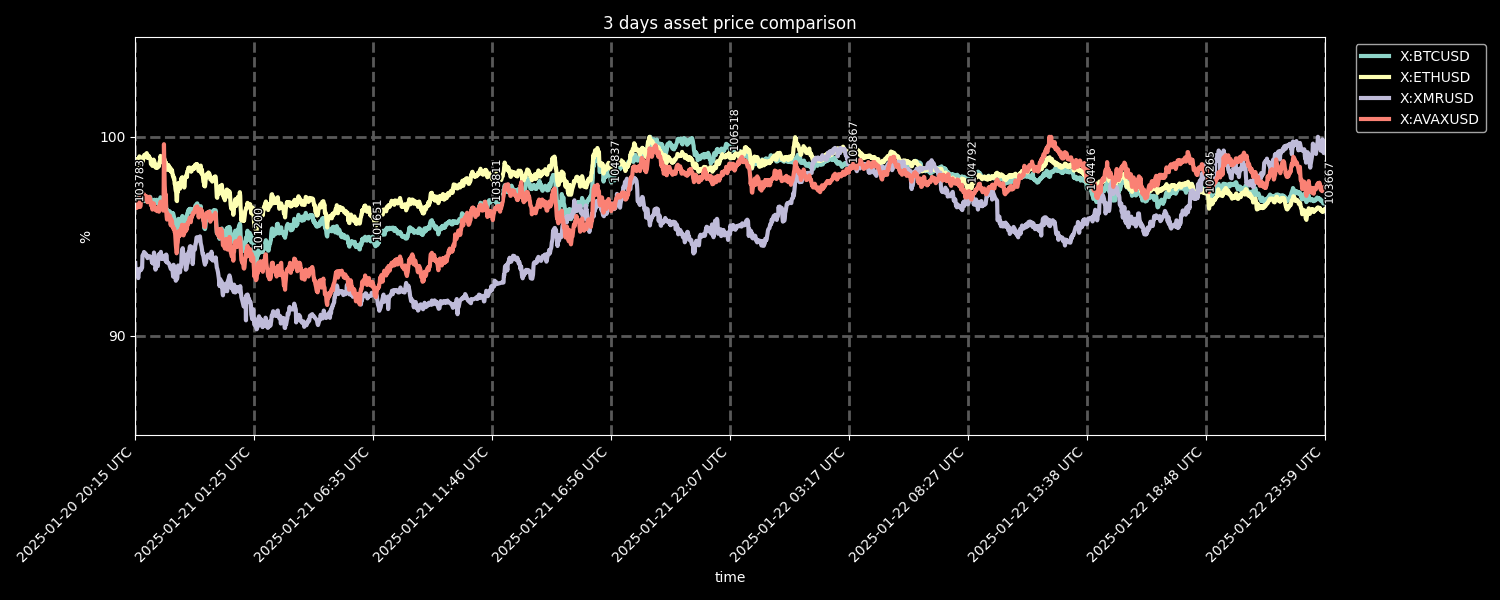 3 days asset price comparison
X:BTCUSD
X:ETHUSD
X:XMRUSD
X:AVAXUSD
100
90
%
103783
101200
101651
103811
104837
106518
105867
104792
104416
104265
103667
2025-01-20 20:15 UTC
2025-01-21 01:25 UTC
2025-01-21 06:35 UTC
2025-01-21 11:46 UTC
2025-01-21 16:56 UTC
2025-01-21 22:07 UTC
2025-01-22 03:17 UTC
2025-01-22 08:27 UTC
2025-01-22 13:38 UTC
2025-01-22 18:48 UTC
2025-01-22 23:59 UTC
time